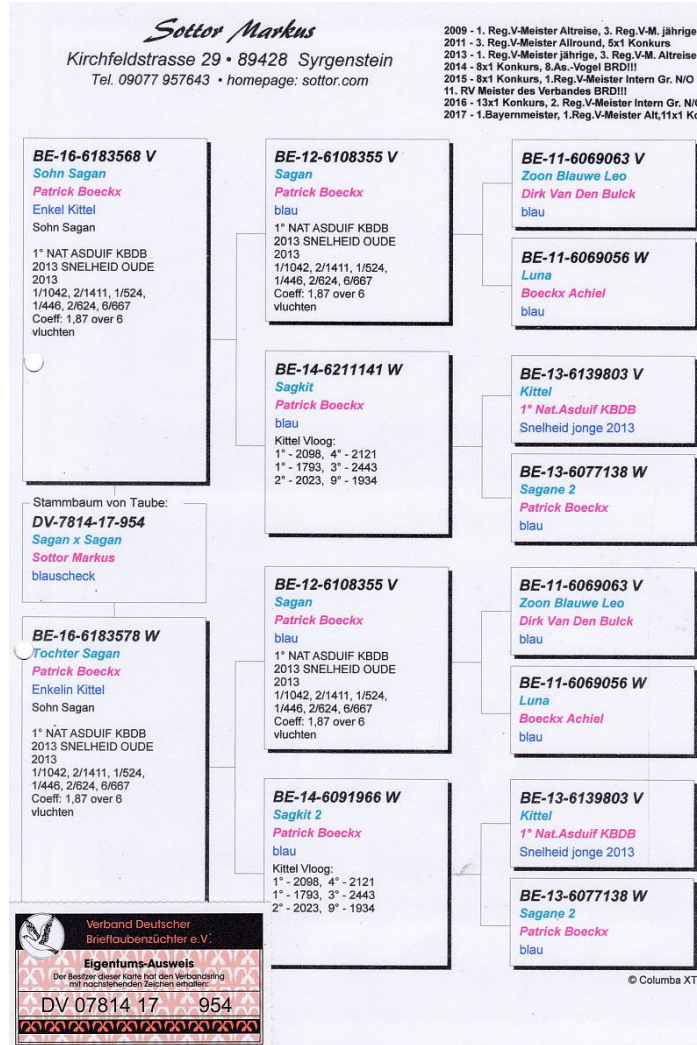 Sottor Markus
Kirchfeldstrasse 29 • 89428 Syrgenstein
Tel. 09077 957643 • homepage: sottor.com
2009 - 1. Reg.V-Meister Altreise, 3. Reg.V-M. jährige
2011 - 3. Reg.V-Meister Allround, 5x1 Konkurs
2013 - 1. Reg.V-Meister jährige, 3. Reg.V-M. Altreise
2014 - 8x1 Konkurs, 8.As.-Vogel BRD!!!
2015 - 8x1 Konkurs, 1.Reg.V-Meister Intern Gr. N/O
11. RV Meister des Verbandes BRD!!!
2016 - 13x1 Konkurs, 2. Reg.V-Meister Intern Gr. N/
2017 - 1.Bayernmeister, 1.Reg.V-Meister Alt,11x1 K
BE-16-6183568 V
Sohn Sagan
Patrick Boeckx
Enkel Kittel
Sohn Sagan
1° NAT ASDUIF KBDB
2013 SNELHEID OUDE
2013
1/1042, 2/1411, 1/524,
1/446, 2/624, 6/667
Coeff: 1,87 over 6
vluchten
Stammbaum von Taube:
DV-7814-17-954
Sagan x Sagan
Sottor Markus
blauscheck
BE-16-6183578 W
Tochter Sagan
Patrick Boeckx
Enkelin Kittel
Sohn Sagan
1° NAT ASDUIF KBDB
2013 SNELHEID OUDE
2013
1/1042, 2/1411, 1/524,
1/446, 2/624, 6/667
Coeff: 1,87 over 6
vluchten
BE-12-6108355 V
Sagan
Patrick Boeckx
blau
1° NAT ASDUIF KBDB
2013 SNELHEID OUDE
2013
1/1042, 2/1411, 1/524,
1/446, 2/624, 6/667
Coeff: 1,87 over 6
vluchten
BE-14-6211141 W
Sagkit
Patrick Boeckx
blau
Kittel Vloog:
1° - 2098, 4° - 2121
1° - 1793, 3° - 2443
2° - 2023, 9° - 1934
BE-12-6108355 V
Sagan
Patrick Boeckx
blau
1° NAT ASDUIF KBDB
2013 SNELHEID OUDE
2013
1/1042, 2/1411, 1/524,
1/446, 2/624, 6/667
Coeff: 1,87 over 6
vluchten
BE-14-6091966 W
Sagkit 2
Patrick Boeckx
blau
Kittel Vloog:
1° - 2098, 4° - 2121
1° - 1793, 3° - 2443
2° - 2023, 9° - 1934
BE-11-6069063 V
Zoon Blauwe Leo
Dirk Van Den Bulck
blau
BE-11-6069056 W
Luna
Boeckx Achiel
blau
BE-13-6139803 V
Kittel
1° Nat.Asduif KBDB
Snelheid jonge 2013
BE-13-6077138 W
Sagane 2
Patrick Boeckx
blau
BE-11-6069063 V
Zoon Blauwe Leo
Dirk Van Den Bulck
blau
BE-11-6069056 W
Luna
Boeckx Achiel
blau
BE-13-6139803 V
Kittel
1° Nat.Asduif KBDB
Snelheid jonge 2013
BE-13-6077138 W
Sagane 2
Patrick Boeckx
blau
© Columba XT
Verband Deutscher
Brieftaubenzüchter e.V.
Eigentums-Ausweis
Der Besitzer dieser Karte hat den Verbandsring
mit nachstehenden Zeichen erhalten:
DV 07814 17 954